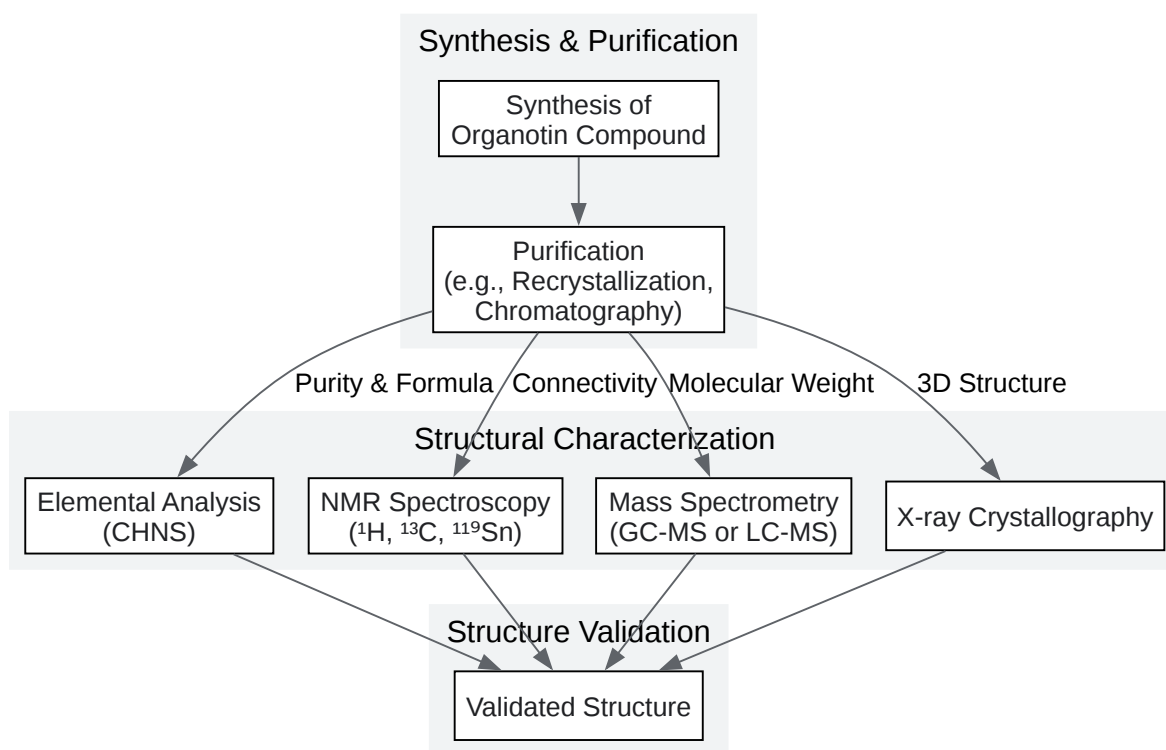 Synthesis & Purification
Synthesis of
Organotin Compound
Purification
(e.g., Recrystallization,
Chromatography)
Purity & Formula
Connectivity
Molecular Weight
3D Structure
Structural Characterization
Elemental Analysis
(CHNS)
NMR Spectroscopy
(¹H, ¹³C, ¹¹⁹Sn)
Mass Spectrometry
(GC-MS or LC-MS)
X-ray Crystallography
Structure Validation
Validated Structure